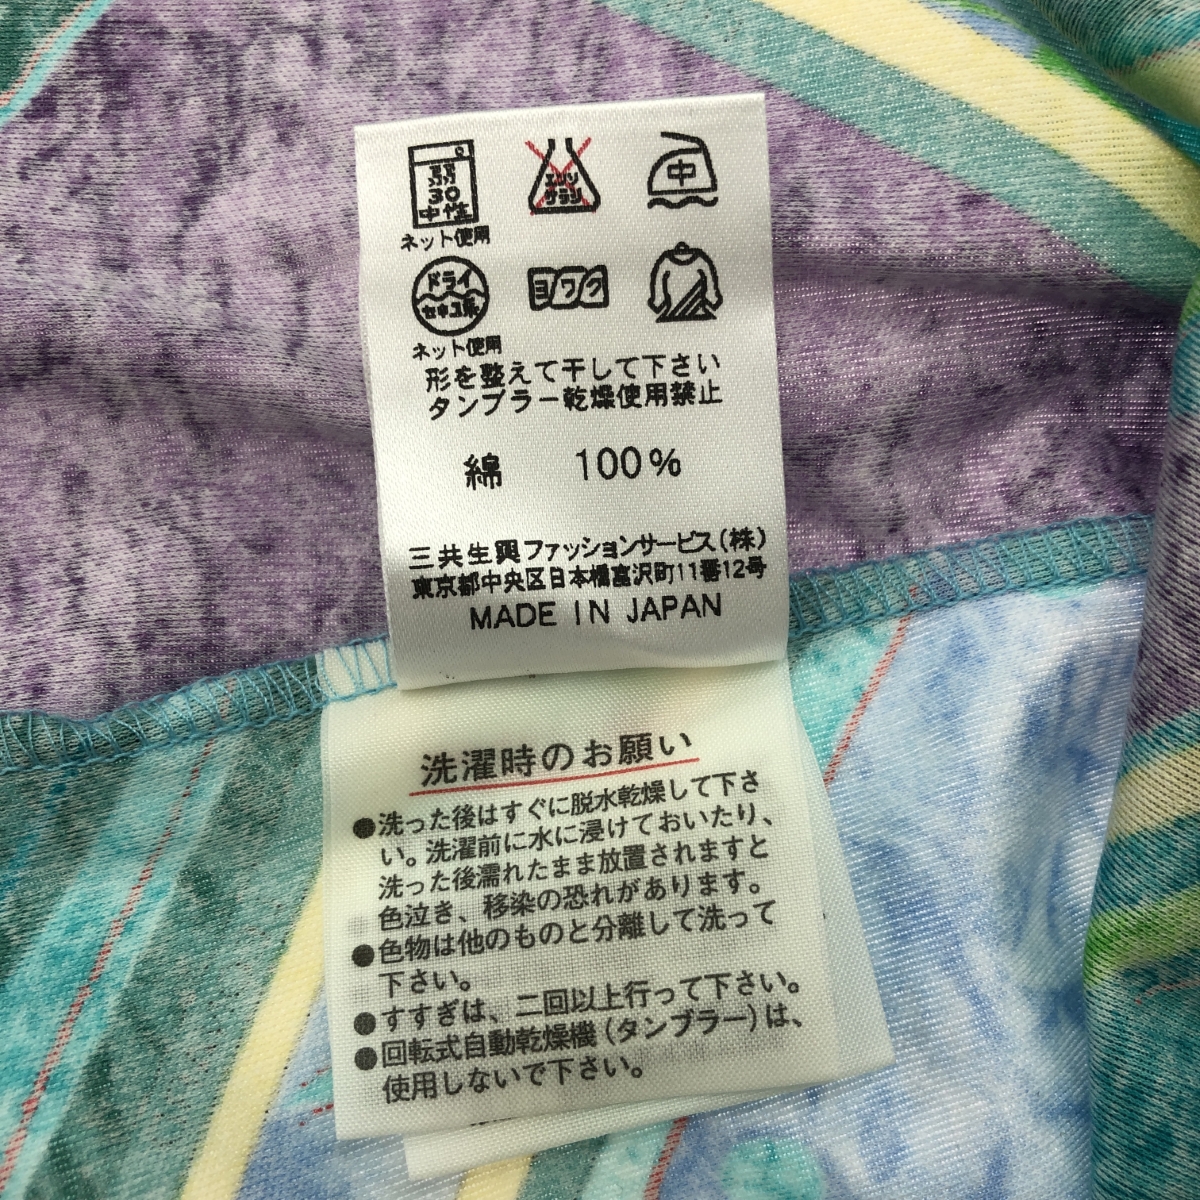 弱
30
中性
ネット使用
エンソ
サラシ
中
ドライ
セキユ系
ネット使用
ヨワク
形を整えて干して下さい
タンブラー乾燥使用禁止
綿 100%
三共生興ファッションサービス(株)
東京都中央区日本橋富沢町11番12号
MADE IN JAPAN
洗濯時のお願い
●洗った後はすぐに脱水乾燥して下さ
い。洗濯前に水に浸けておいたり、
洗った後濡れたまま放置されますと
色泣き、移染の恐れがあります。
●色物は他のものと分離して洗って
下さい。
●すすぎは、二回以上行って下さい。
●回転式自動乾燥機(タンブラー)は、
使用しないで下さい。